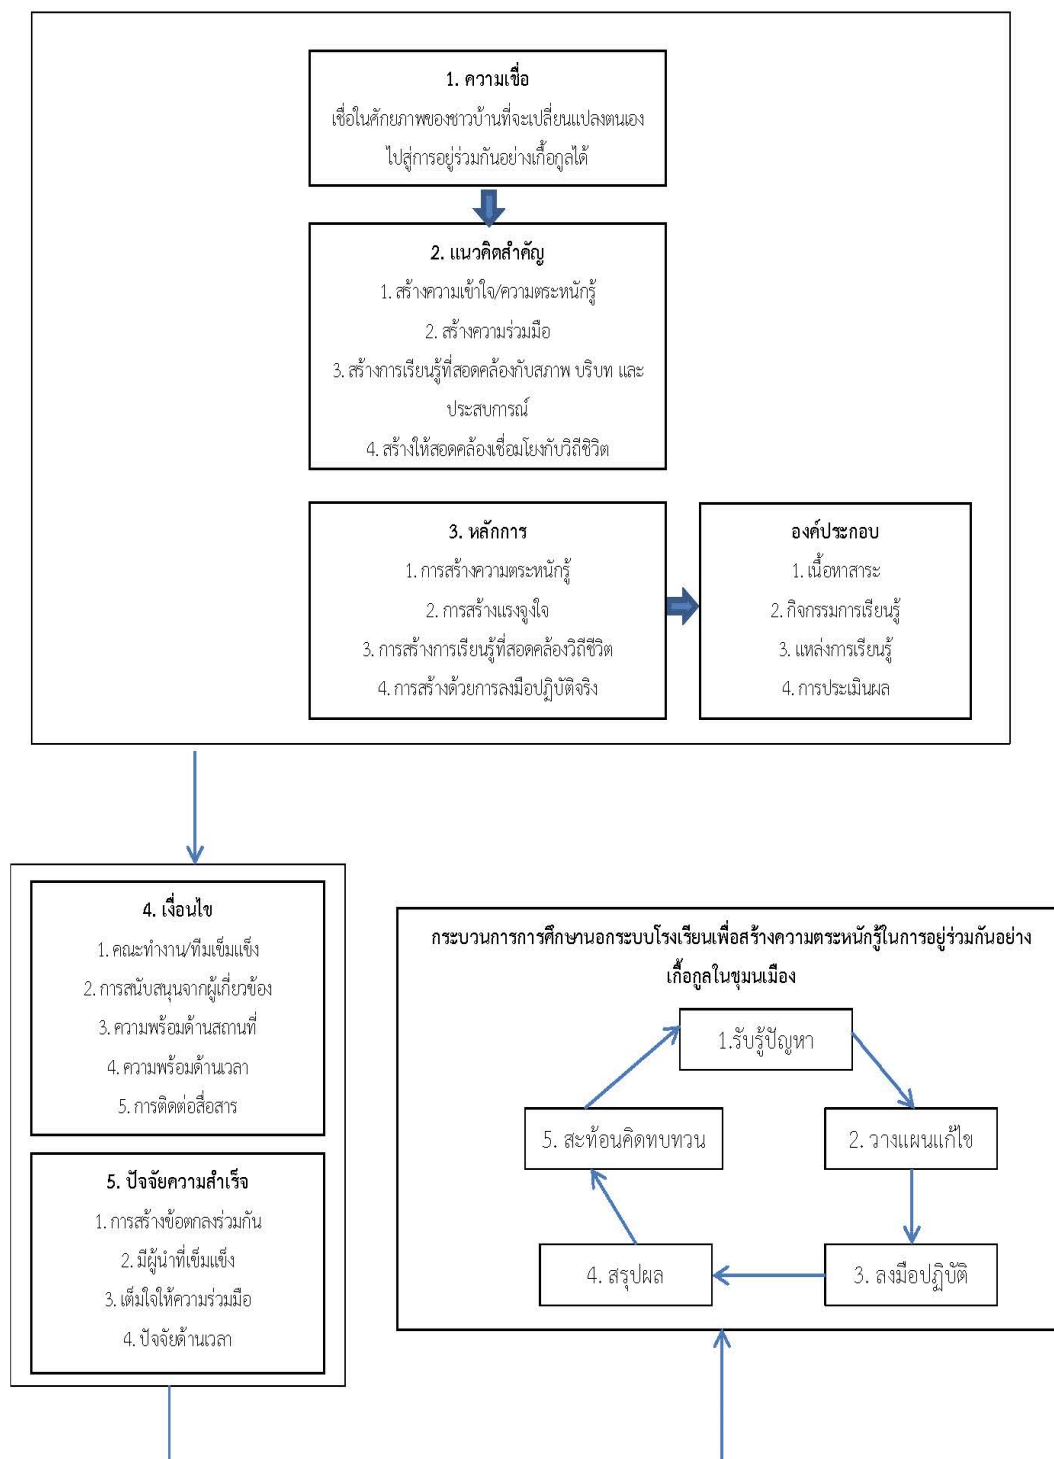 1. ความเชื่อ
เชื่อในศักยภาพของชาวบ้านที่จะเปลี่ยนแปลงตนเอง
ไปสู่การอยู่ร่วมกันอย่างเกื้อกูลได้
2. แนวคิดสำคัญ
1. สร้างความเข้าใจ/ความตระหนักรู้
2. สร้างความร่วมมือ
3. สร้างการเรียนรู้ที่สอดคล้องกับสภาพ บริบท และ
ประสบการณ์
4. สร้างให้สอดคล้องเชื่อมโยงกับวิถีชีวิต
3. หลักการ
1. การสร้างความตระหนักรู้
2. การสร้างแรงจูงใจ
3. การสร้างการเรียนรู้ที่สอดคล้องวิถีชีวิต
4. การสร้างด้วยการลงมือปฏิบัติจริง
องค์ประกอบ
1. เนื้อหาสาระ
2. กิจกรรมการเรียนรู้
3. แหล่งการเรียนรู้
4. การประเมินผล
4. เงื่อนไข
1. คณะทำงาน/ทีมเข็มแข็ง
2. การสนับสนุนจากผู้เกี่ยวข้อง
3. ความพร้อมด้านสถานที่
4. ความพร้อมด้านเวลา
5. การติดต่อสื่อสาร
5. ปัจจัยความสำเร็จ
1. การสร้างข้อตกลงร่วมกัน
2. มีผู้นำที่เข็มแข็ง
3. เต็มใจให้ความร่วมมือ
4. ปัจจัยด้านเวลา
กระบวนการการศึกษานอกระบบโรงเรียนเพื่อสร้างความตระหนักรู้ในการอยู่ร่วมกันอย่าง
เกื้อกูลในชุมนเมือง
1.รับรู้ปัญหา
2. วางแผนแก้ไข
3. ลงมือปฏิบัติ
4. สรุปผล
5. สะท้อนคิดทบทวน